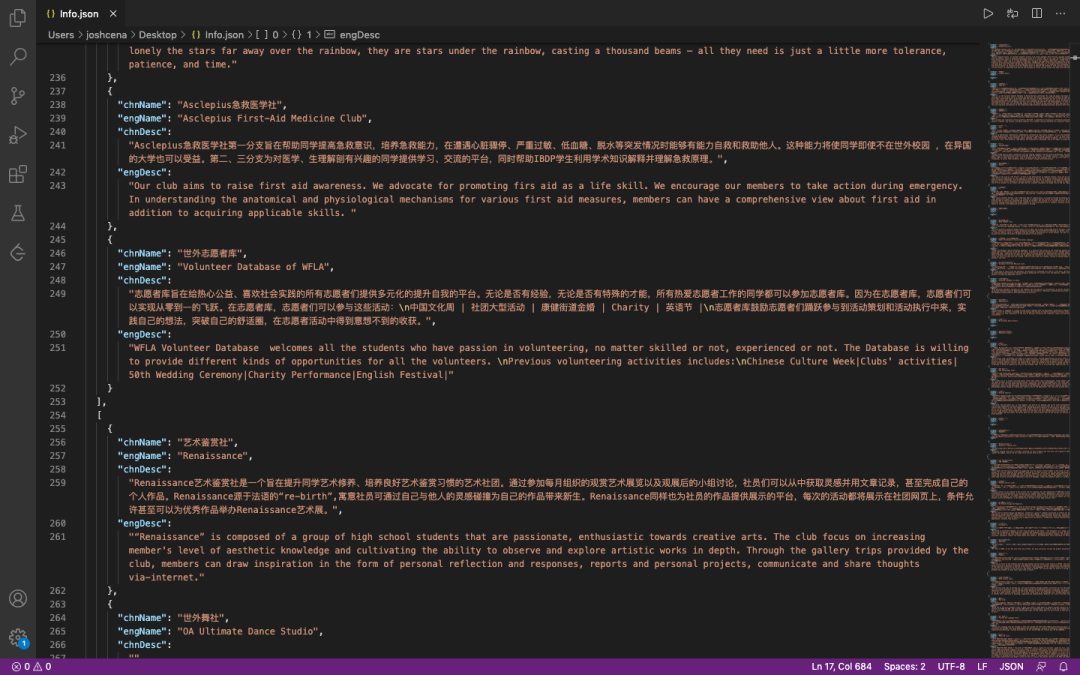 Info.json
Users > joshcena > Desktop > {} Info.json > [ ] 0 > {} 1 > engDesc
lonely the stars far away over the rainbow, they are stars under the rainbow, casting a thousand beams — all they need is just a little more tolerance,
patience, and time."
236 },
237 {
238 "chnName": "Asclepius急救医学社",
239 "engName": "Asclepius First-Aid Medicine Club",
240 "chnDesc":
241 "Asclepius急救医学社第一分支旨在帮助同学提高急救意识，培养急救能力，在遭遇心脏骤停、严重过敏、低血糖、脱水等突发情况时能够有能力自救和救助他人。这种能力将使同学即便不在世外校园 ，在异国
的大学也可以受益。第二、三分支为对医学、生理解剖有兴趣的同学提供学习、交流的平台，同时帮助IBDP学生利用学术知识解释并理解急救原理。",
242 "engDesc":
243 "Our club aims to raise first aid awareness. We advocate for promoting firs aid as a life skill. We encourage our members to take action during emergency.
In understanding the anatomical and physiological mechanisms for various first aid measures, members can have a comprehensive view about first aid in
addition to acquiring applicable skills. "
244 },
245 {
246 "chnName": "世外志愿者库",
247 "engName": "Volunteer Database of WFLA",
248 "chnDesc":
249 "志愿者库旨在给热心公益、喜欢社会实践的所有志愿者们提供多元化的提升自我的平台。无论是否有经验，无论是否有特殊的才能，所有热爱志愿者工作的同学都可以参加志愿者库。因为在志愿者库，志愿者们可
以实现从零到一的飞跃。在志愿者库，志愿者们可以参与这些活动：\n中国文化周 | 社团大型活动 | 康健街道金婚 | Charity | 英语节 |\n志愿者库鼓励志愿者们踊跃参与到活动策划和活动执行中来，实
践自己的想法，突破自己的舒适圈，在志愿者活动中得到意想不到的收获。",
250 "engDesc":
251 "WFLA Volunteer Database  welcomes all the students who have passion in volunteering, no matter skilled or not, experienced or not. The Database is willing
to provide different kinds of opportunities for all the volunteers. \nPrevious volunteering activities includes:\nChinese Culture Week|Clubs' activities|
50th Wedding Ceremony|Charity Performance|English Festival|"
252 }
253 ],
254 [
255 {
256 "chnName": "艺术鉴赏社",
257 "engName": "Renaissance",
258 "chnDesc":
259 "Renaissance艺术鉴赏社是一个旨在提升同学艺术修养、培养良好艺术鉴赏习惯的艺术社团。通过参加每月组织的观赏艺术展览以及观展后的小组讨论，社员们可以从中获取灵感并用文章记录，甚至完成自己的
个人作品。Renaissance源于法语的“re-birth”,寓意社员可通过自己与他人的灵感碰撞为自己的作品带来新生。Renaissance同样也为社员的作品提供展示的平台，每次的活动都将展示在社团网页上，条件允
许甚至可以为优秀作品举办Renaissance艺术展。",
260 "engDesc":
261 "“Renaissance” is composed of a group of high school students that are passionate, enthusiastic towards creative arts. The club focus on increasing
member's level of aesthetic knowledge and cultivating the ability to observe and explore artistic works in depth. Through the gallery trips provided by the
club, members can draw inspiration in the form of personal reflection and responses, reports and personal projects, communicate and share thoughts
via-internet."
262 },
263 {
264 "chnName": "世外舞社",
265 "engName": "OA Ultimate Dance Studio",
266 "chnDesc":
267 ""
1
0 0 Ln 17, Col 684 Spaces: 2 UTF-8 LF JSON